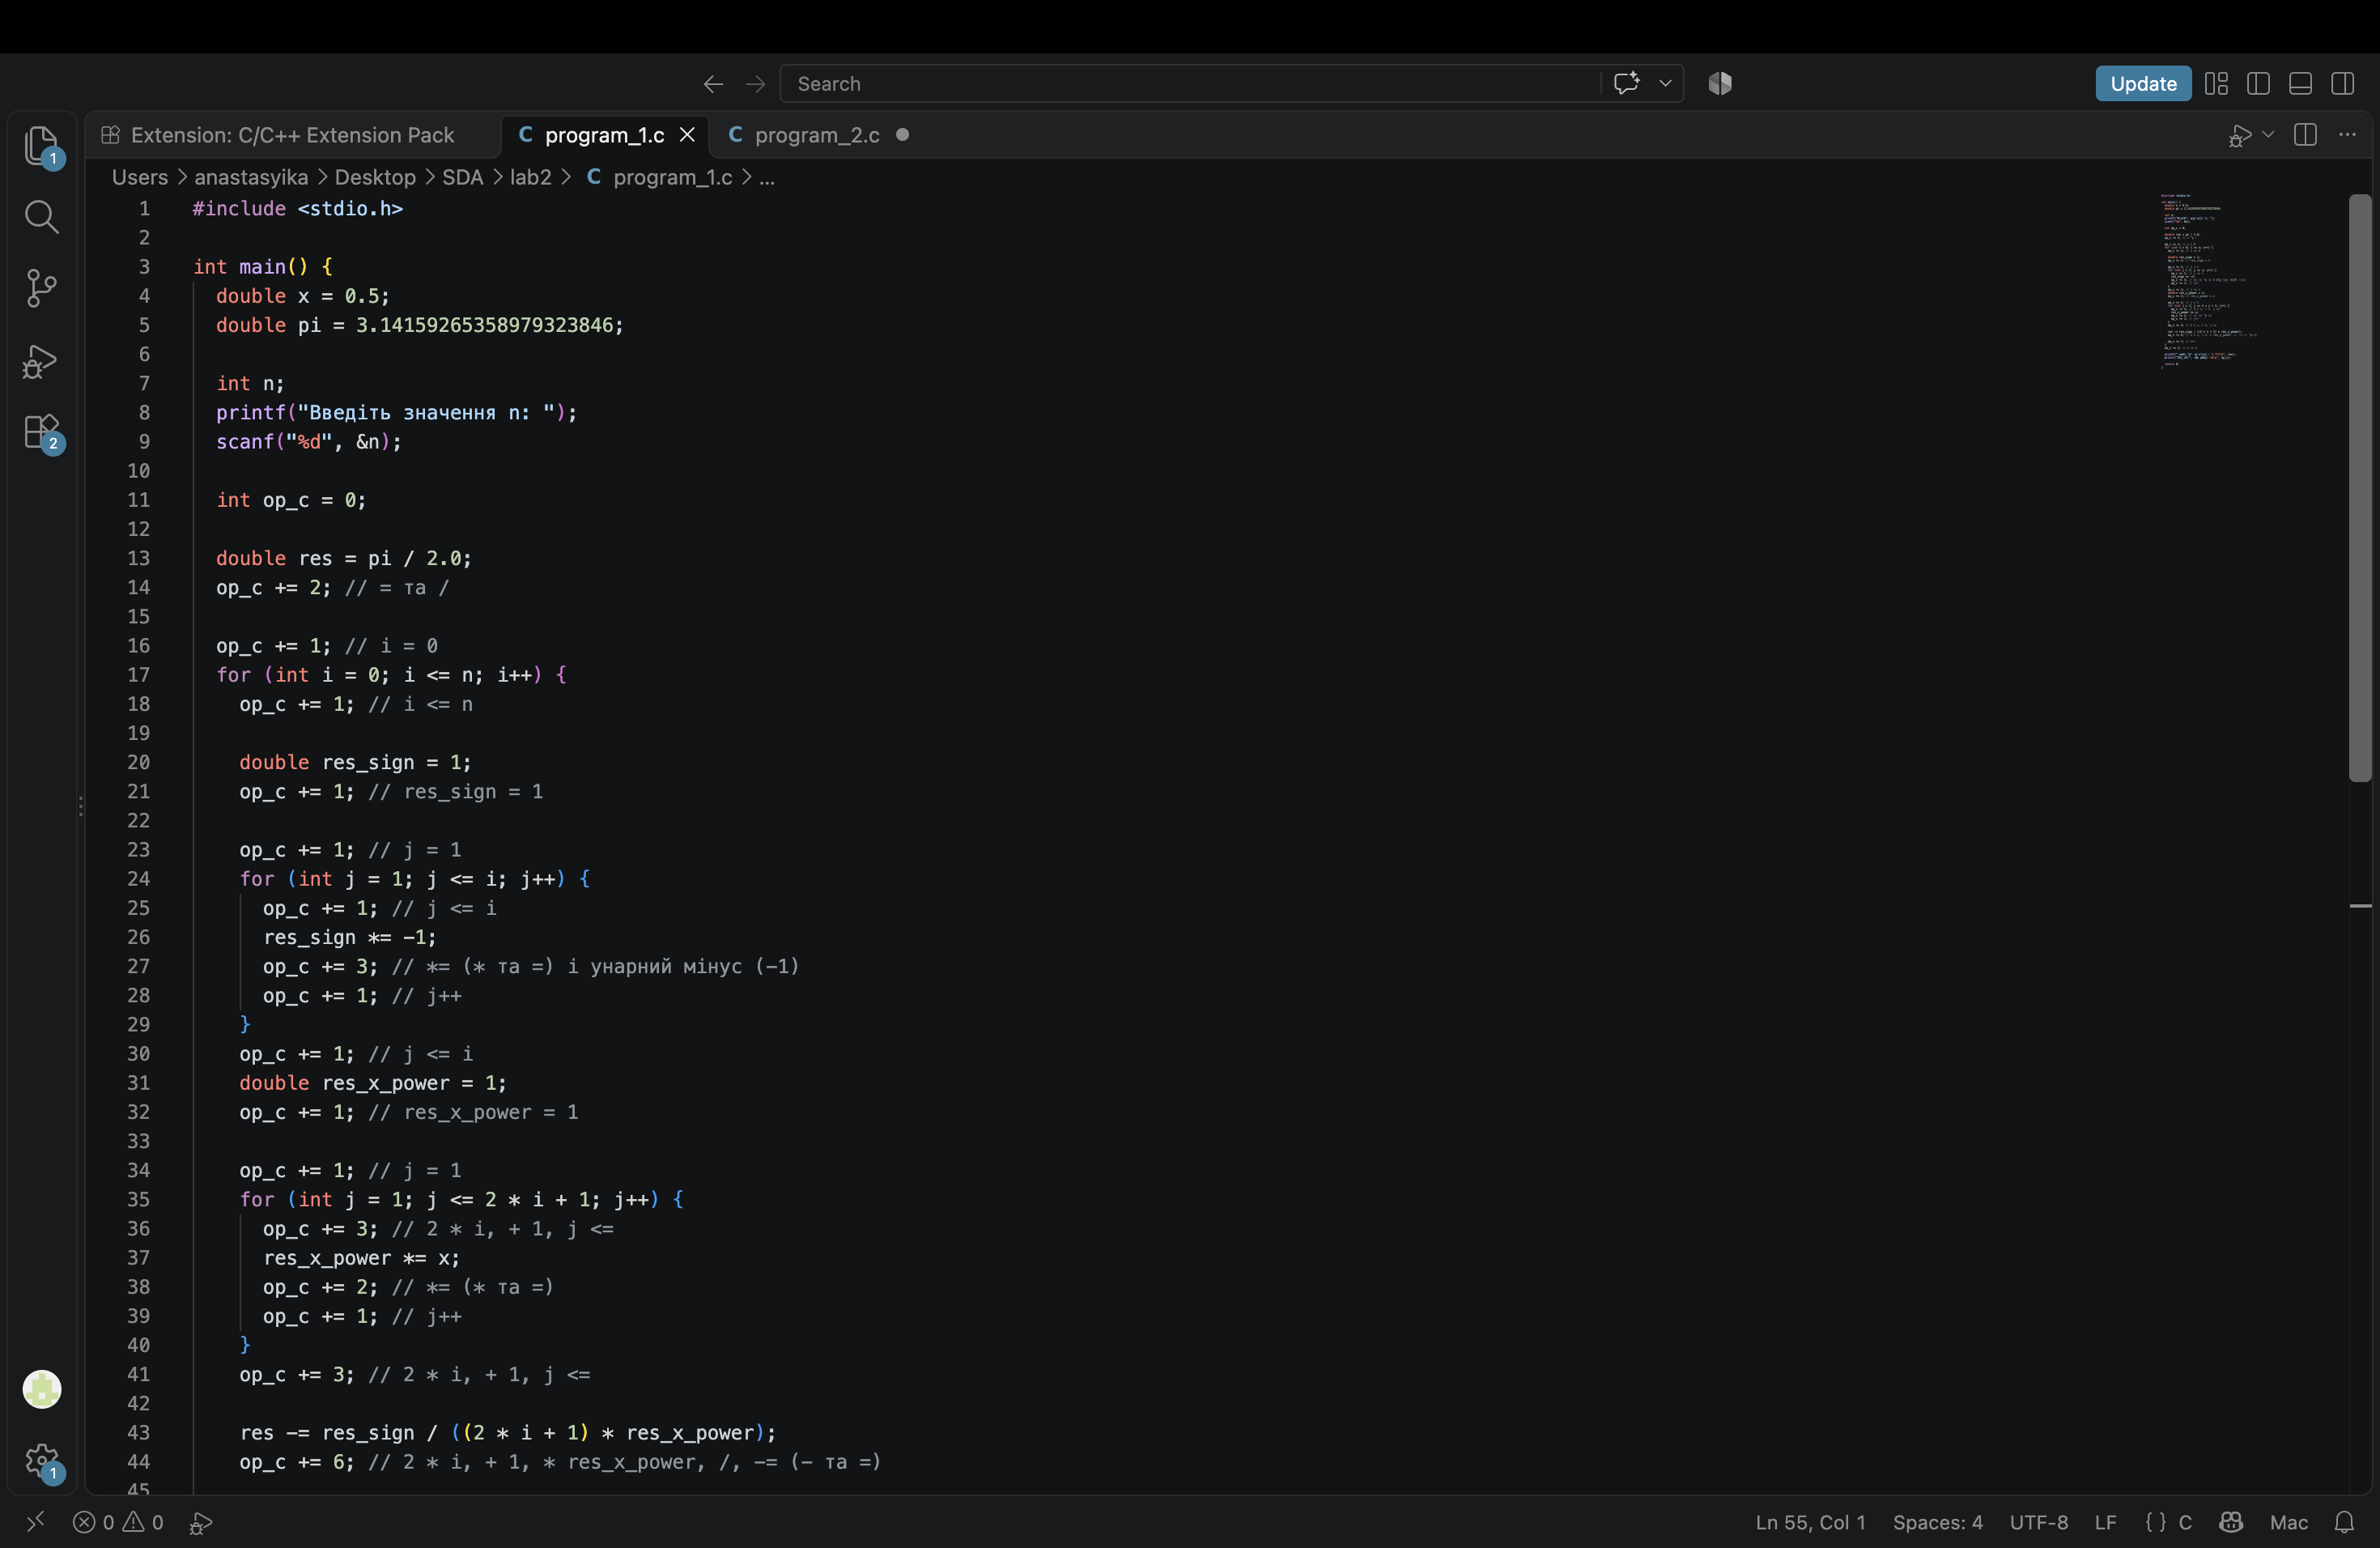 Search
Update
Extension: C/C++ Extension Pack
C program_1.c
C program_2.c
Users > anastasyika > Desktop > SDA > lab2 > C program_1.c > ...
1 #include <stdio.h>
2
3 int main() {
4 double x = 0.5;
5 double pi = 3.14159265358979323846;
6
7 int n;
8 printf("Введіть значення n: ");
9 scanf("%d", &n);
10
11 int op_c = 0;
12
13 double res = pi / 2.0;
14 op_c += 2; // = та /
15
16 op_c += 1; // i = 0
17 for (int i = 0; i <= n; i++) {
18 op_c += 1; // i <= n
19
20 double res_sign = 1;
21 op_c += 1; // res_sign = 1
22
23 op_c += 1; // j = 1
24 for (int j = 1; j <= i; j++) {
25 op_c += 1; // j <= i
26 res_sign *= -1;
27 op_c += 3; // *= (* та =) і унарний мінус (-1)
28 op_c += 1; // j++
29 }
30 op_c += 1; // j <= i
31 double res_x_power = 1;
32 op_c += 1; // res_x_power = 1
33
34 op_c += 1; // j = 1
35 for (int j = 1; j <= 2 * i + 1; j++) {
36 op_c += 3; // 2 * i, + 1, j <=
37 res_x_power *= x;
38 op_c += 2; // *= (* та =)
39 op_c += 1; // j++
40 }
41 op_c += 3; // 2 * i, + 1, j <=
42
43 res -= res_sign / ((2 * i + 1) * res_x_power);
44 op_c += 6; // 2 * i, + 1, * res_x_power, /, -= (- та =)
45
1
2
1
0 0
Ln 55, Col 1 Spaces: 4 UTF-8 LF { } C Mac